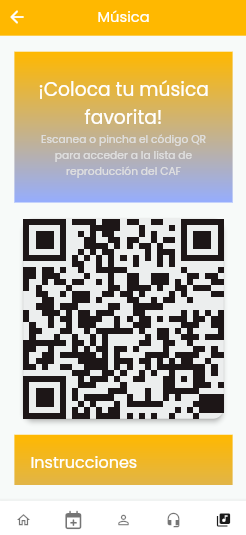 Música
¡Coloca tu música
favorita!
Escanea o pincha el código QR
para acceder a la lista de
reproducción del CAF
Instrucciones